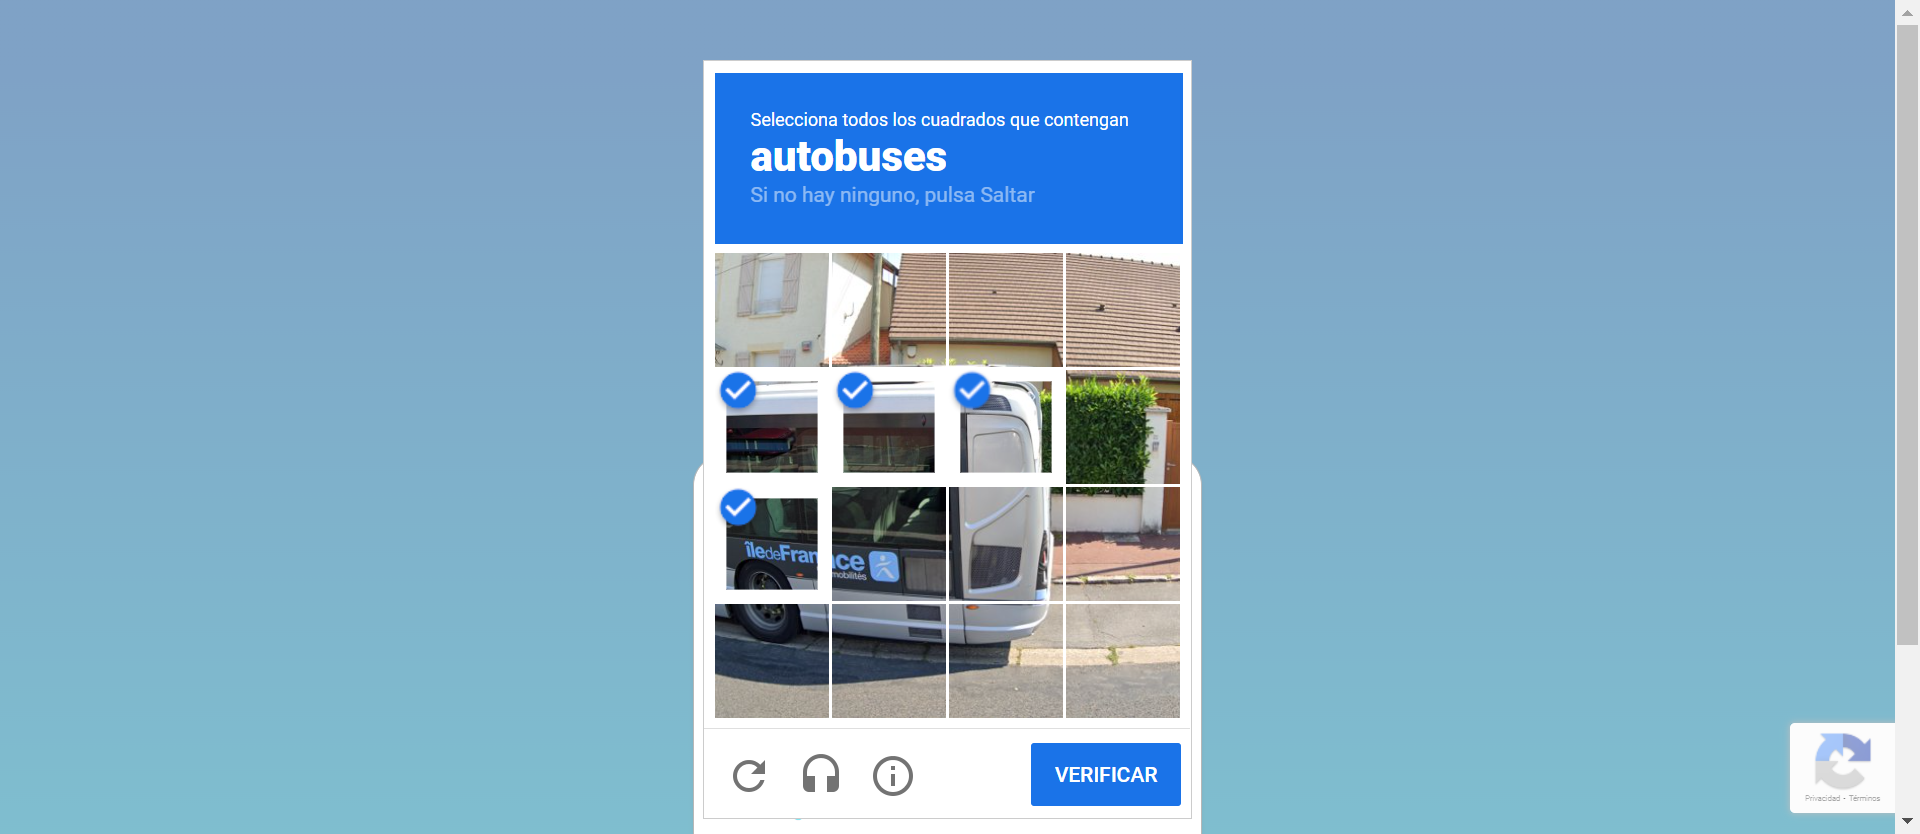 Selecciona todos los cuadrados que contengan
autobuses
Si no hay ninguno, pulsa Saltar
îledeFrance
mobilités
VERIFICAR
Privacidad - Términos